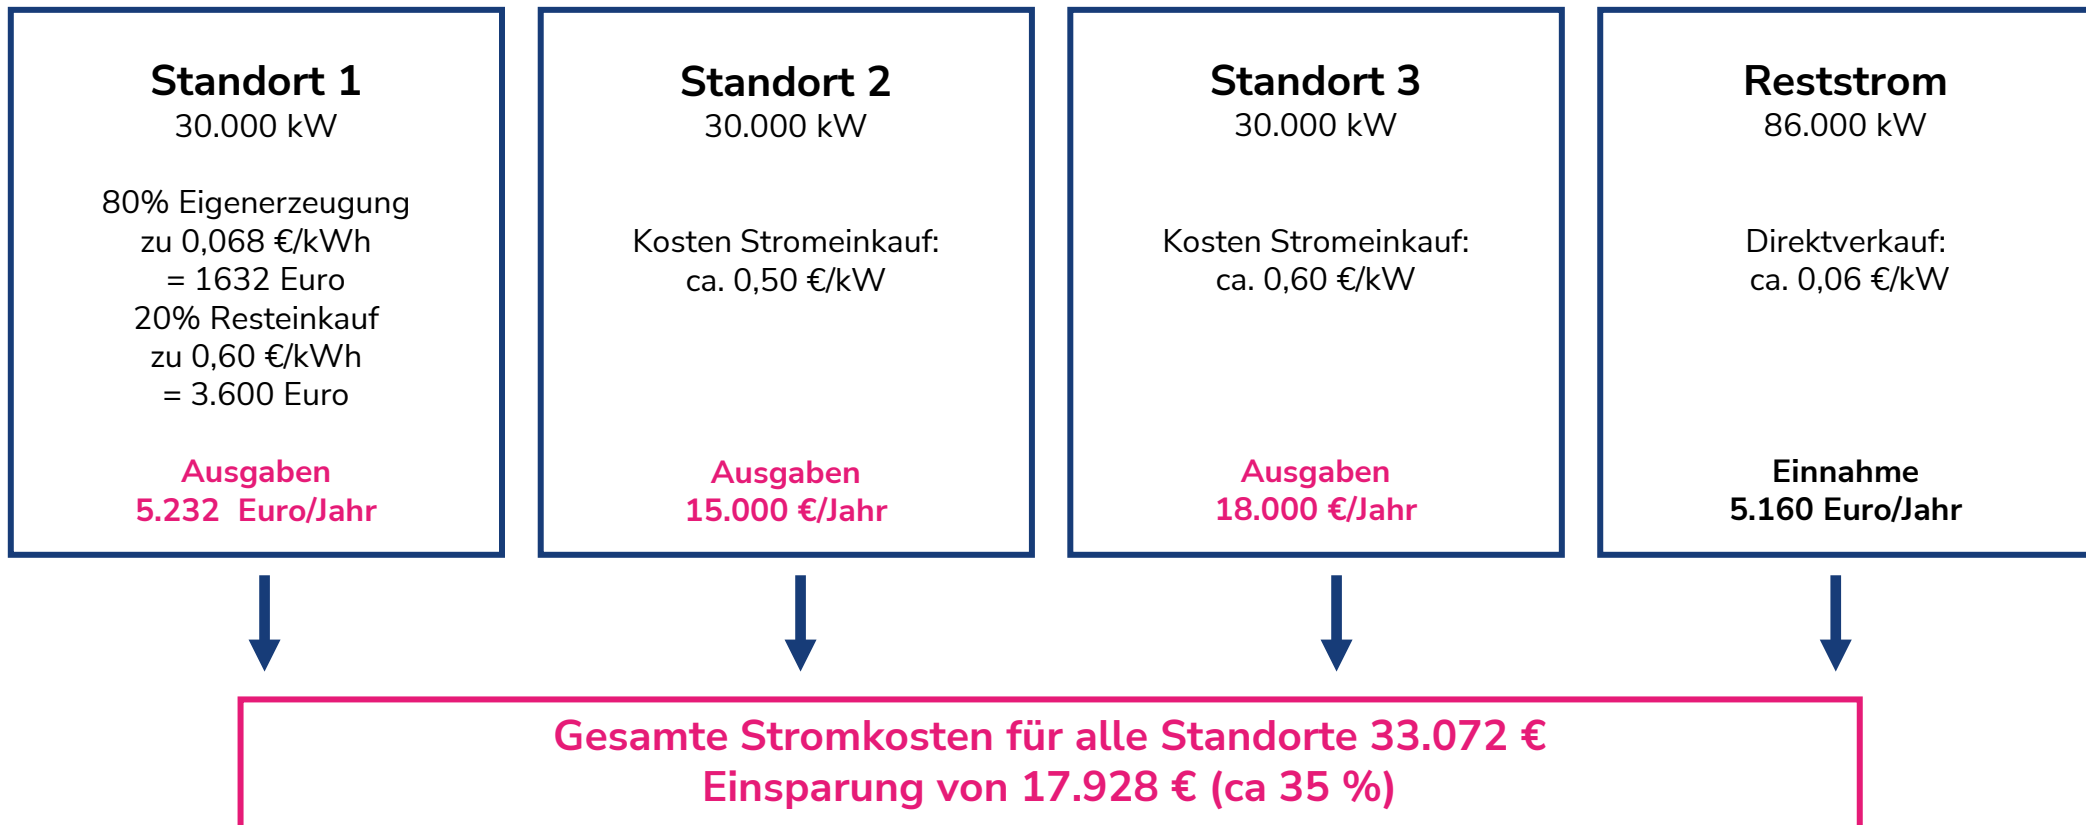 Standort 1
30.000 kW
80% Eigenerzeugung
zu 0,068 €/kWh
= 1632 Euro
20% Resteinkauf
zu 0,60 €/kWh
= 3.600 Euro
Ausgaben
5.232 Euro/Jahr
Standort 2
30.000 kW
Kosten Stromeinkauf:
ca. 0,50 €/kW
Ausgaben
15.000 €/Jahr
Standort 3
30.000 kW
Kosten Stromeinkauf:
ca. 0,60 €/kW
Ausgaben
18.000 €/Jahr
Reststrom
86.000 kW
Direktverkauf:
ca. 0,06 €/kW
Einnahme
5.160 Euro/Jahr
Gesamte Stromkosten für alle Standorte 33.072 €
Einsparung von 17.928 € (ca 35 %)